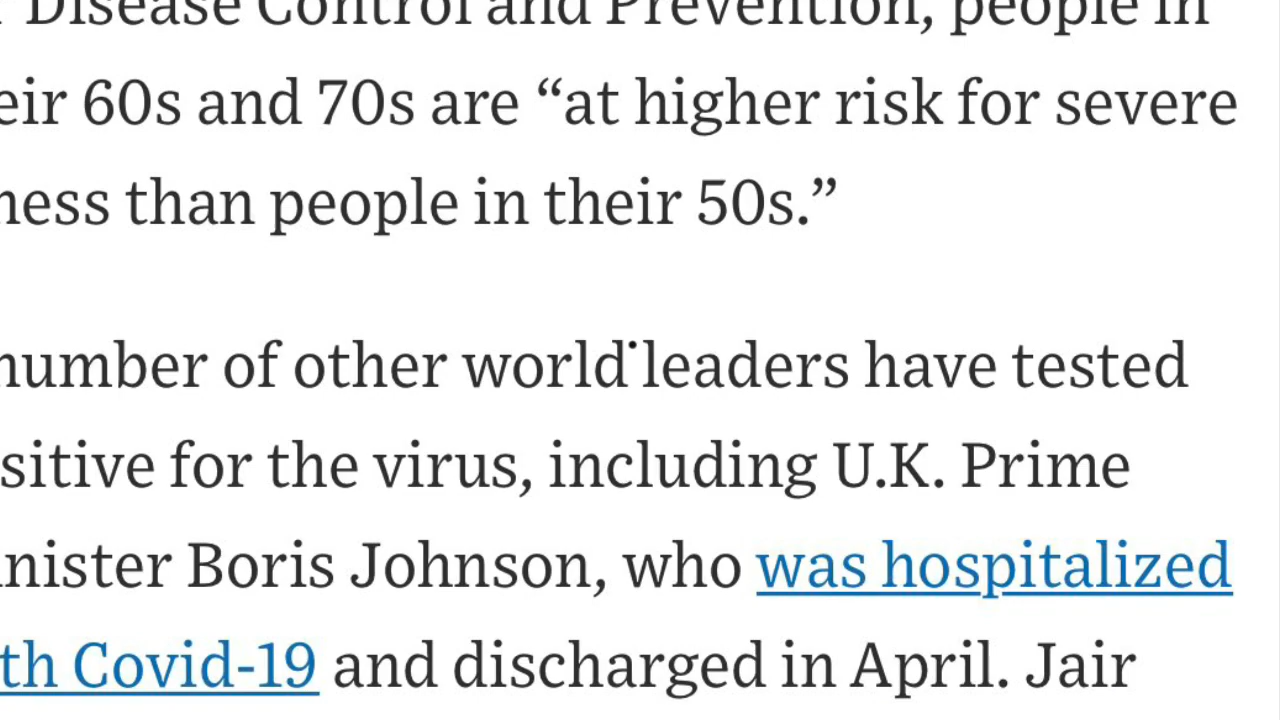 Disease Control and Prevention, people in
eir 60s and 70s are “at higher risk for severe
ness than people in their 50s.”
number of other world leaders have tested
sitive for the virus, including U.K. Prime
nister Boris Johnson, who was hospitalized
th Covid-19 and discharged in April. Jair